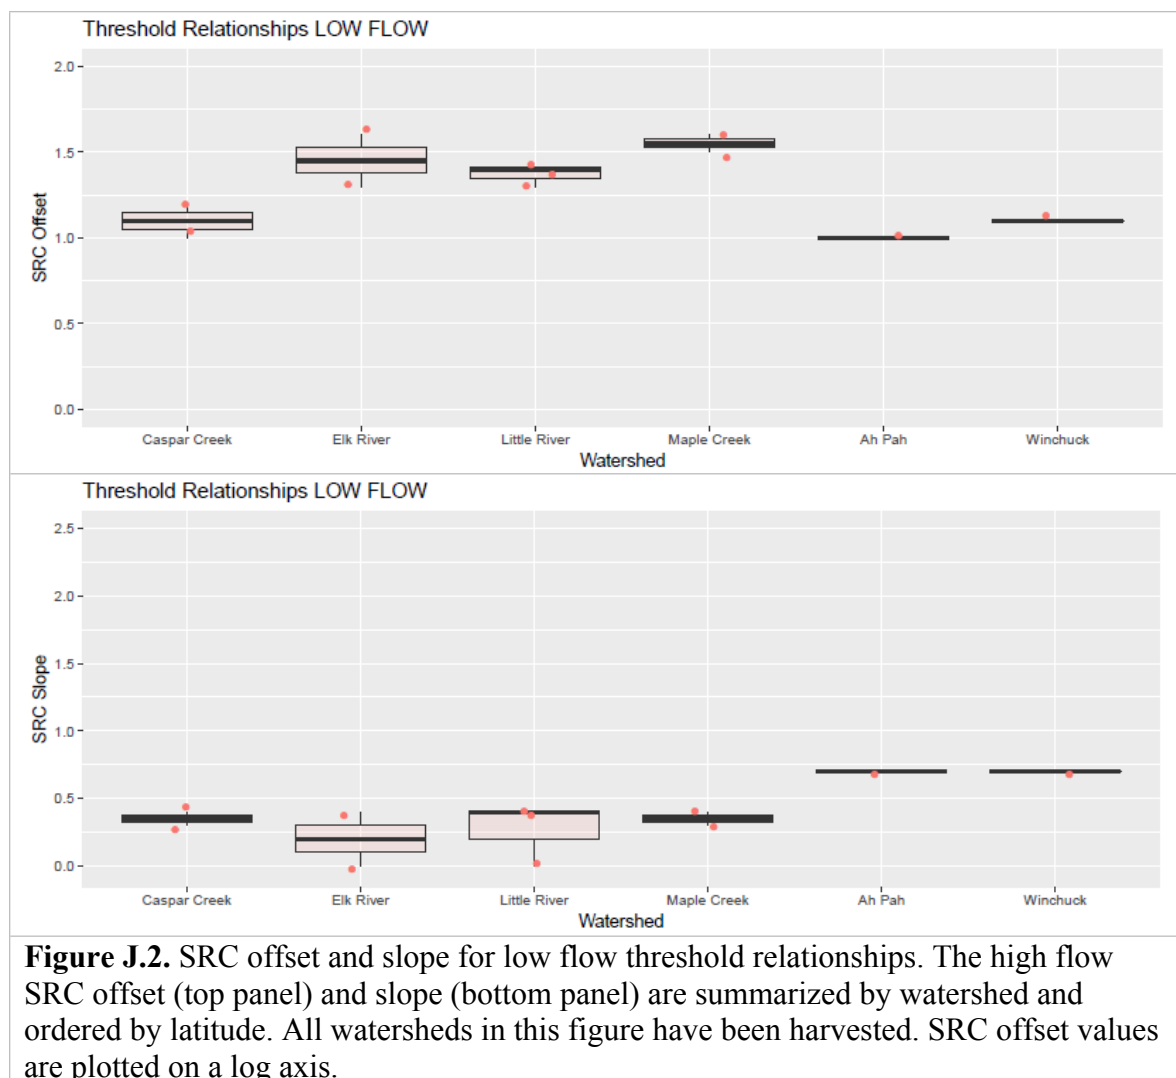 Threshold Relationships LOW FLOW
2.0
1.5
1.0
0.5
0.0
SRC Offset
Caspar Creek Elk River Little River Maple Creek Ah Pah Winchuck
Watershed
Threshold Relationships LOW FLOW
2.5
2.0
1.5
1.0
0.5
0.0
SRC Slope
Caspar Creek Elk River Little River Maple Creek Ah Pah Winchuck
Watershed
Figure J.2. SRC offset and slope for low flow threshold relationships. The high flow
SRC offset (top panel) and slope (bottom panel) are summarized by watershed and
ordered by latitude. All watersheds in this figure have been harvested. SRC offset values
are plotted on a log axis.